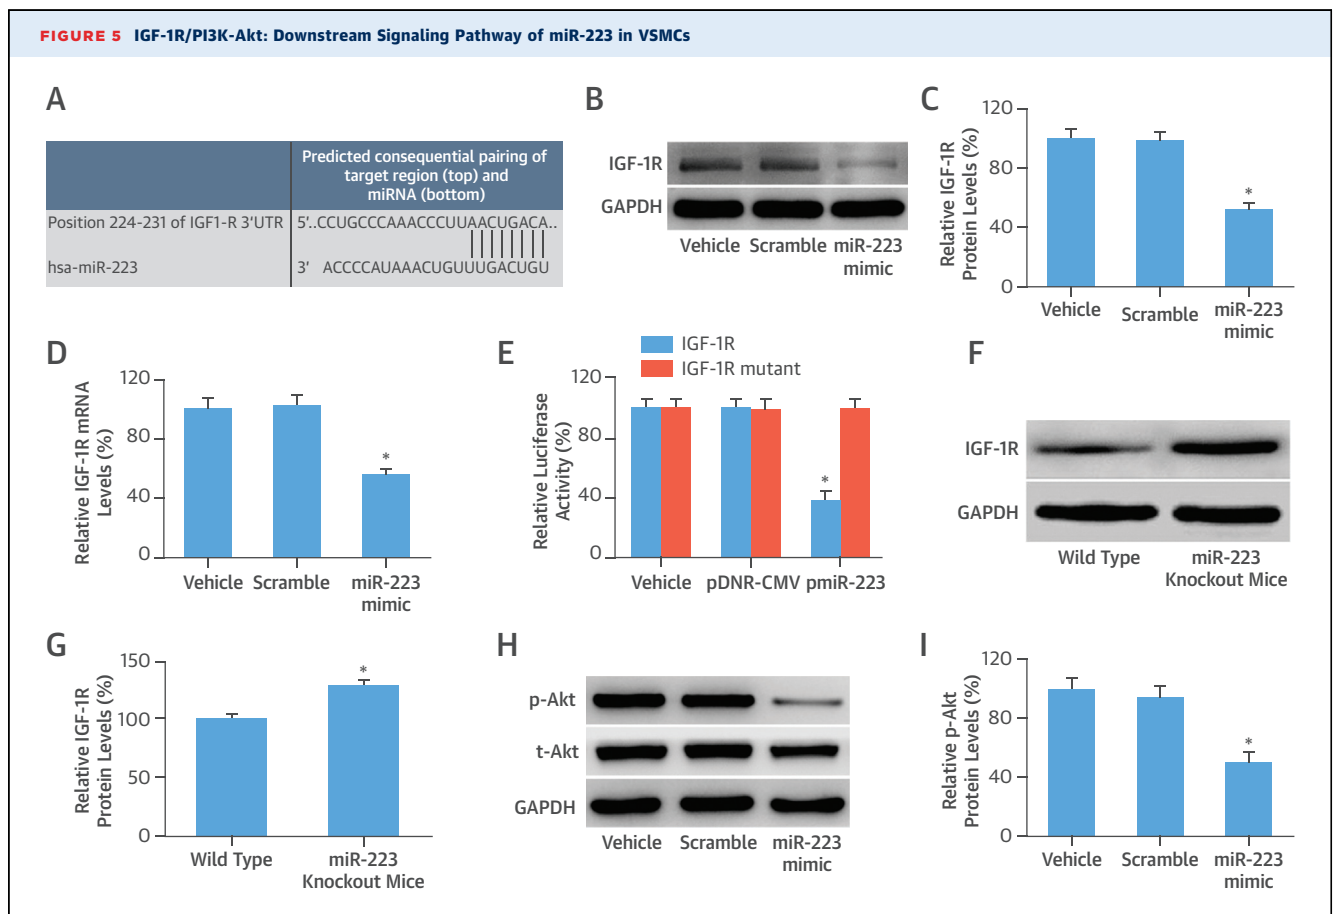 FIGURE 5 IGF-1R/PI3K-Akt: Downstream Signaling Pathway of miR-223 in VSMCs
A
Predicted consequential pairing of
target region (top) and
miRNA (bottom)
Position 224-231 of IGF1-R 3'UTR 5'..CCUGCCCAAACCCUUAACUGACA..
hsa-miR-223 3' ACCCCAUAAACUGUUUGACUGU
B
IGF-1R
GAPDH
Vehicle Scramble miR-223
mimic
C
Relative IGF-1R
Protein Levels (%)
120
80
40
0
*
Vehicle Scramble miR-223
mimic
D
Relative IGF-1R mRNA
Levels (%)
120
80
40
0
*
Vehicle Scramble miR-223
mimic
E
IGF-1R
IGF-1R mutant
Relative Luciferase
Activity (%)
120
80
40
0
*
Vehicle pDNR-CMV pmiR-223
F
IGF-1R
GAPDH
Wild Type miR-223
Knockout Mice
G
Relative IGF-1R
Protein Levels (%)
150
100
50
0
*
Wild Type miR-223
Knockout Mice
H
p-Akt
t-Akt
GAPDH
Vehicle Scramble miR-223
mimic
I
Relative p-Akt
Protein Levels (%)
120
80
40
0
*
Vehicle Scramble miR-223
mimic